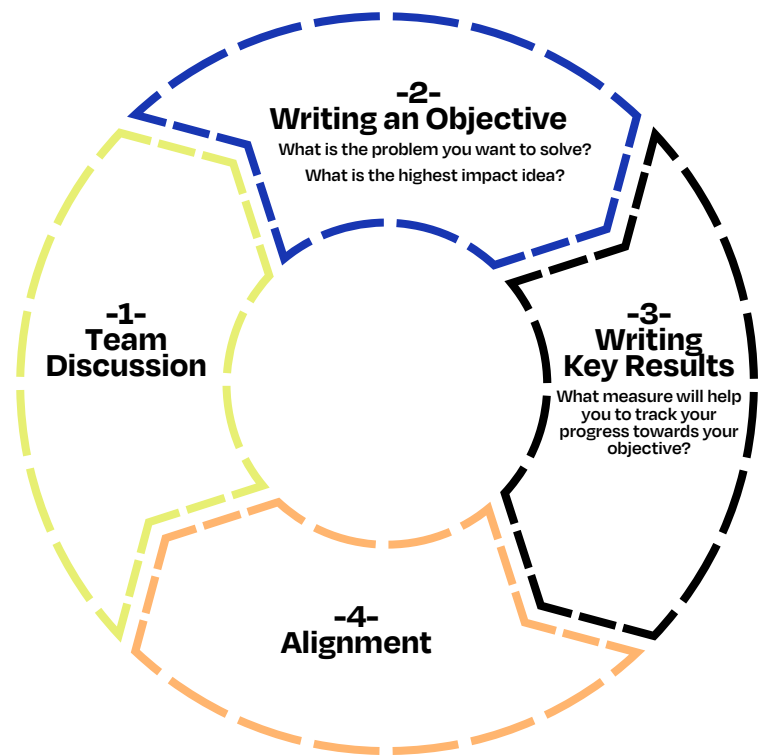 -1-
Team
Discussion
-2-
Writing an Objective
What is the problem you want to solve?
What is the highest impact idea?
-3-
Writing
Key Results
What measure will help
you to track your
progress towards your
objective?
-4-
Alignment